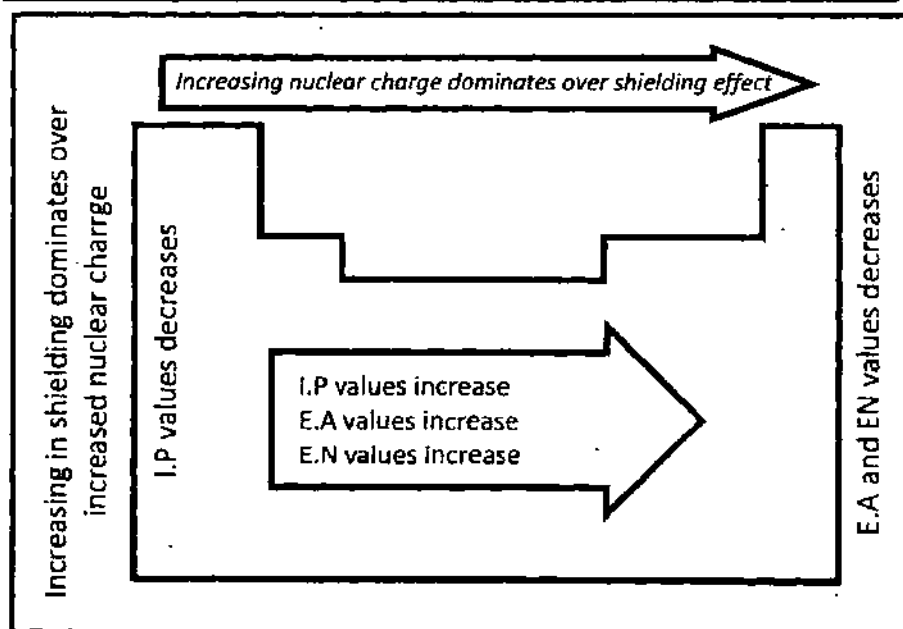 Increasing nuclear charge dominates over shielding effect
Increasing in shielding dominates over
increased nuclear charrge
I.P values decreases
I.P values increase
E.A values increase
E.N values increase
E.A and EN values decreases